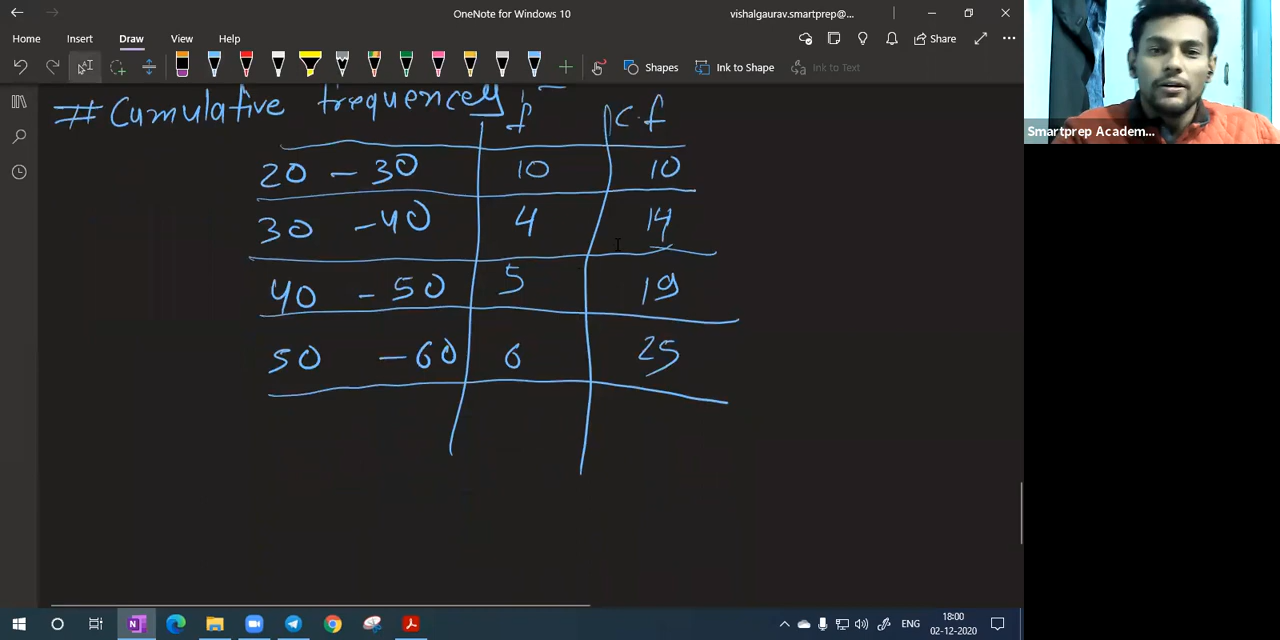 OneNote for Windows 10
vishalgaurav.smartprep@...
Home Insert Draw View Help
Share
Shapes
Ink to Shape
Ink to Text
# Cumulative frequencey
f c.f
20 - 30 10 10
30 - 40 4 14
40 - 50 5 19
50 - 60 6 25
Smartprep Academ...
ENG
18:00
02-12-2020